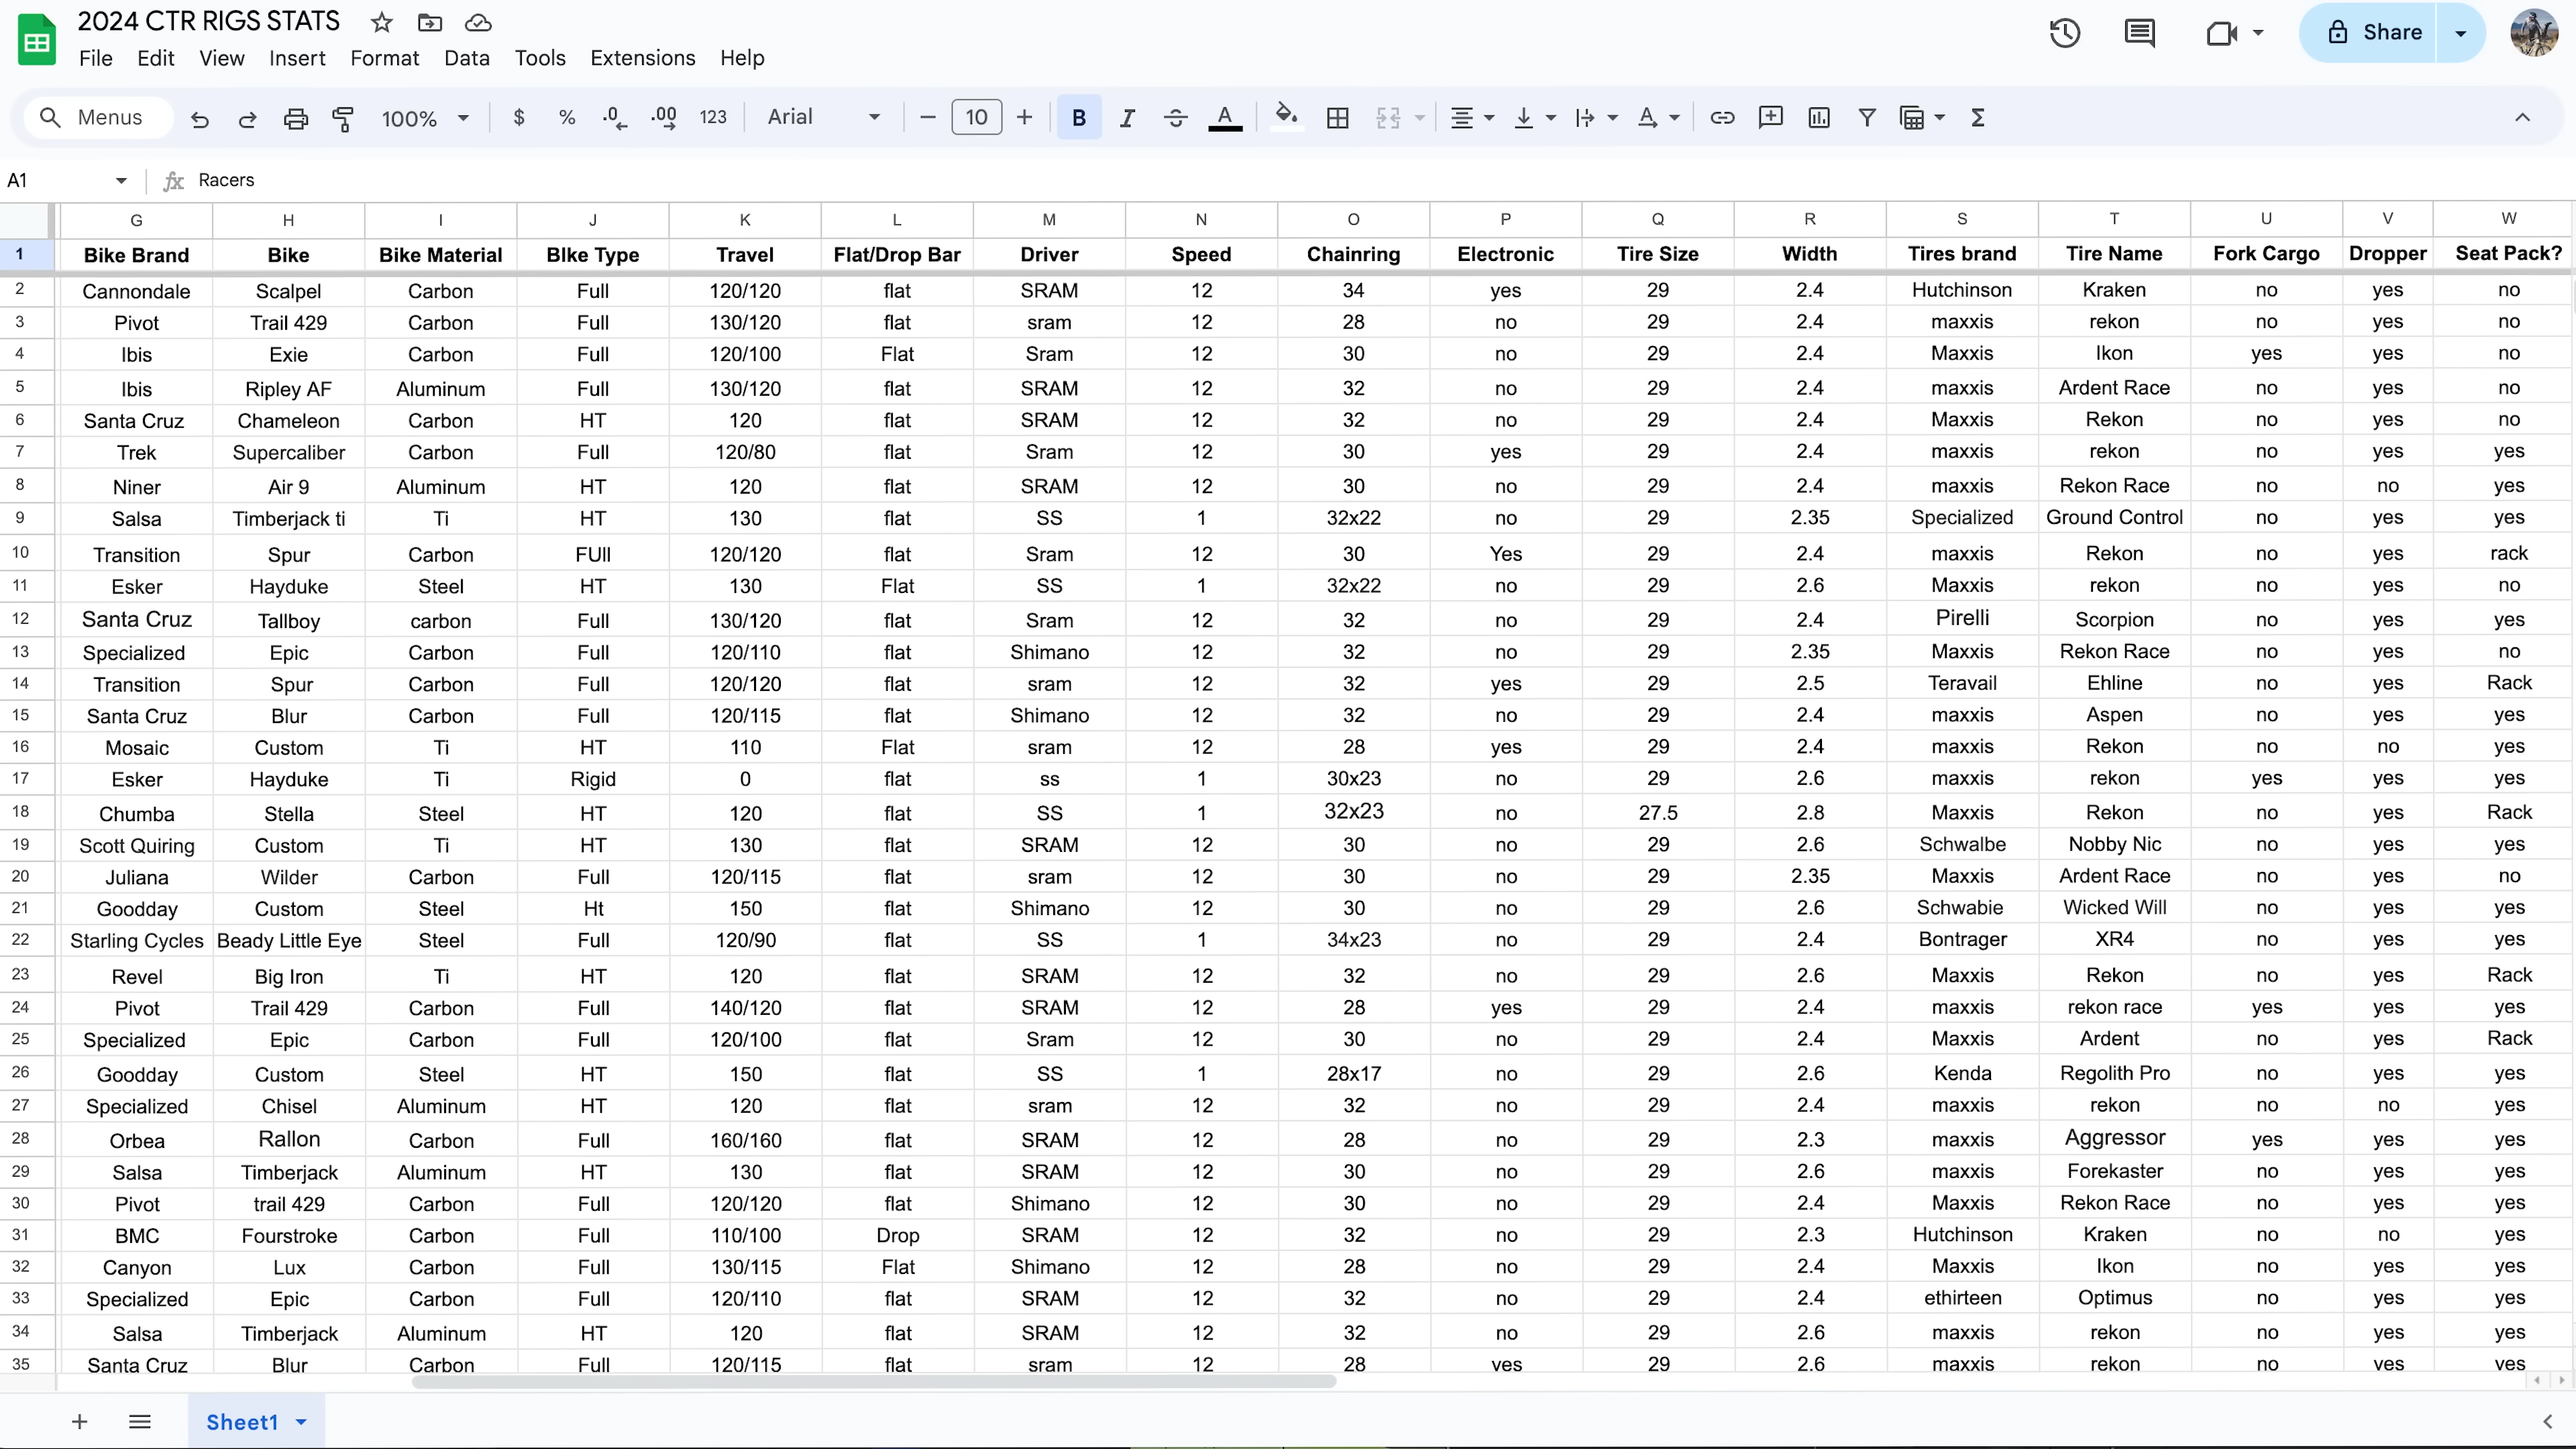 2024 CTR RIGS STATS
File Edit View Insert Format Data Tools Extensions Help
Share
Menus 100% $ % .0 .00 123 Arial 10 B I A Σ
A1 fx Racers
G H I J K L M N O P Q R S T U V W
1 Bike Brand Bike Bike Material BIke Type Travel Flat/Drop Bar Driver Speed Chainring Electronic Tire Size Width Tires brand Tire Name Fork Cargo Dropper Seat Pack?
2 Cannondale Scalpel Carbon Full 120/120 flat SRAM 12 34 yes 29 2.4 Hutchinson Kraken no yes no
3 Pivot Trail 429 Carbon Full 130/120 flat sram 12 28 no 29 2.4 maxxis rekon no yes no
4 Ibis Exie Carbon Full 120/100 Flat Sram 12 30 no 29 2.4 Maxxis Ikon yes yes no
5 Ibis Ripley AF Aluminum Full 130/120 flat SRAM 12 32 no 29 2.4 maxxis Ardent Race no yes no
6 Santa Cruz Chameleon Carbon HT 120 flat SRAM 12 32 no 29 2.4 Maxxis Rekon no yes no
7 Trek Supercaliber Carbon Full 120/80 flat Sram 12 30 yes 29 2.4 maxxis rekon no yes yes
8 Niner Air 9 Aluminum HT 120 flat SRAM 12 30 no 29 2.4 maxxis Rekon Race no no yes
9 Salsa Timberjack ti Ti HT 130 flat SS 1 32x22 no 29 2.35 Specialized Ground Control no yes yes
10 Transition Spur Carbon FUll 120/120 flat Sram 12 30 Yes 29 2.4 maxxis Rekon no yes rack
11 Esker Hayduke Steel HT 130 Flat SS 1 32x22 no 29 2.6 Maxxis rekon no yes no
12 Santa Cruz Tallboy carbon Full 130/120 flat Sram 12 32 no 29 2.4 Pirelli Scorpion no yes yes
13 Specialized Epic Carbon Full 120/110 flat Shimano 12 32 no 29 2.35 Maxxis Rekon Race no yes no
14 Transition Spur Carbon Full 120/120 flat sram 12 32 yes 29 2.5 Teravail Ehline no yes Rack
15 Santa Cruz Blur Carbon Full 120/115 flat Shimano 12 32 no 29 2.4 maxxis Aspen no yes yes
16 Mosaic Custom Ti HT 110 Flat sram 12 28 yes 29 2.4 maxxis Rekon no no yes
17 Esker Hayduke Ti Rigid 0 flat ss 1 30x23 no 29 2.6 maxxis rekon yes yes yes
18 Chumba Stella Steel HT 120 flat SS 1 32x23 no 27.5 2.8 Maxxis Rekon no yes Rack
19 Scott Quiring Custom Ti HT 130 flat SRAM 12 30 no 29 2.6 Schwalbe Nobby Nic no yes yes
20 Juliana Wilder Carbon Full 120/115 flat sram 12 30 no 29 2.35 Maxxis Ardent Race no yes no
21 Goodday Custom Steel Ht 150 flat Shimano 12 30 no 29 2.6 Schwabie Wicked Will no yes yes
22 Starling Cycles Beady Little Eye Steel Full 120/90 flat SS 1 34x23 no 29 2.4 Bontrager XR4 no yes yes
23 Revel Big Iron Ti HT 120 flat SRAM 12 32 no 29 2.6 Maxxis Rekon no yes Rack
24 Pivot Trail 429 Carbon Full 140/120 flat SRAM 12 28 yes 29 2.4 maxxis rekon race yes yes yes
25 Specialized Epic Carbon Full 120/100 flat Sram 12 30 no 29 2.4 Maxxis Ardent no yes Rack
26 Goodday Custom Steel HT 150 flat SS 1 28x17 no 29 2.6 Kenda Regolith Pro no yes yes
27 Specialized Chisel Aluminum HT 120 flat sram 12 32 no 29 2.4 maxxis rekon no no yes
28 Orbea Rallon Carbon Full 160/160 flat SRAM 12 28 no 29 2.3 maxxis Aggressor yes yes yes
29 Salsa Timberjack Aluminum HT 130 flat SRAM 12 30 no 29 2.6 maxxis Forekaster no yes yes
30 Pivot trail 429 Carbon Full 120/120 flat Shimano 12 30 no 29 2.4 Maxxis Rekon Race no yes yes
31 BMC Fourstroke Carbon Full 110/100 Drop SRAM 12 32 no 29 2.3 Hutchinson Kraken no no yes
32 Canyon Lux Carbon Full 130/115 Flat Shimano 12 28 no 29 2.4 Maxxis Ikon no yes yes
33 Specialized Epic Carbon Full 120/110 flat SRAM 12 32 no 29 2.4 ethirteen Optimus no yes yes
34 Salsa Timberjack Aluminum HT 120 flat SRAM 12 32 no 29 2.6 maxxis rekon no yes yes
35 Santa Cruz Blur Carbon Full 120/115 flat sram 12 28 yes 29 2.6 maxxis rekon no yes yes
Sheet1